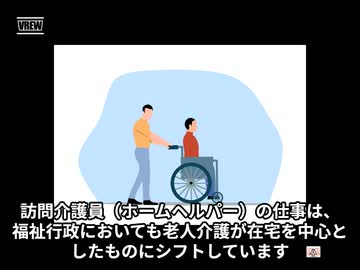 VREW
訪問介護員（ホームヘルパー）の仕事は、
福祉行政においても老人介護が在宅を中心と
したものにシフトしています